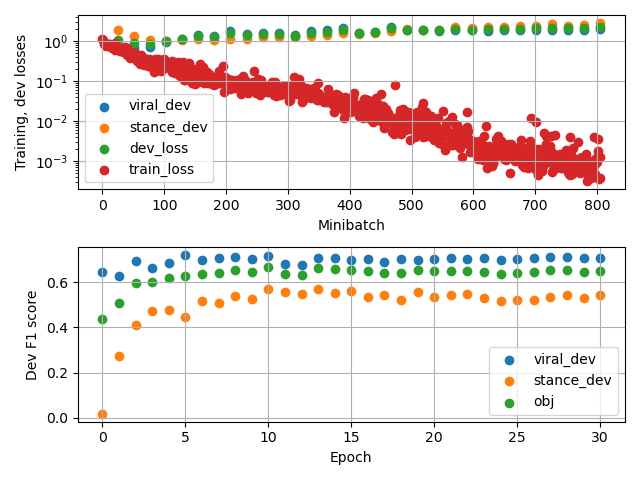 Training, dev losses
10^0
10^−1
10^−2
10^−3
viral_dev
stance_dev
dev_loss
train_loss
0 100 200 300 400 500 600 700 800
Minibatch
Dev F1 score
0.6
0.4
0.2
0.0
viral_dev
stance_dev
obj
0 5 10 15 20 25 30
Epoch